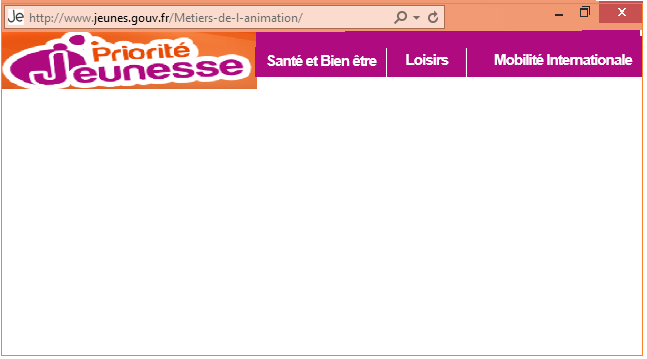 Je http://www.jeunes.gouv.fr/Metiers-de-l-animation/
Priorité
Jeunesse
Santé et Bien être
Loisirs
Mobilité Internationale